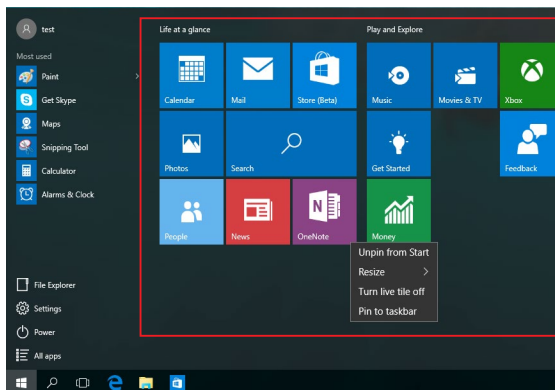 test
Most used
Paint
Get Skype
Maps
Snipping Tool
Calculator
Alarms & Clock
File Explorer
Settings
Power
All apps
Life at a glance
Calendar
Mail
Store (Beta)
Photos
Search
People
News
OneNote
Play and Explore
Music
Movies & TV
Xbox
Get Started
Feedback
Money
Unpin from Start
Resize
Turn live tile off
Pin to taskbar